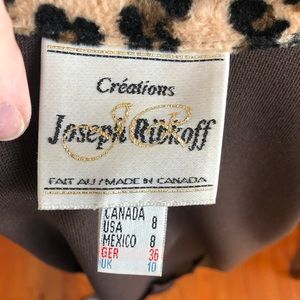 Créations
Joseph Ribkoff
FAIT AU / MADE IN CANADA
CANADA 8
USA 8
MEXICO 8
GER 36
UK 10